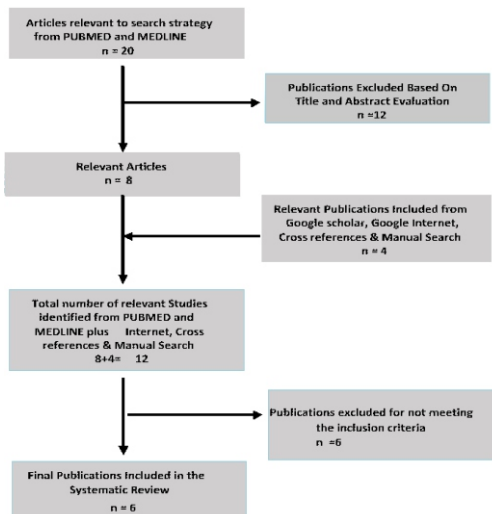 Articles relevant to search strategy
from PUBMED and MEDLINE
n = 20
Publications Excluded Based On
Title and Abstract Evaluation
n =12
Relevant Articles
n = 8
Relevant Publications Included from
Google scholar, Google Internet,
Cross references & Manual Search
n = 4
Total number of relevant Studies
identified from PUBMED and
MEDLINE plus Internet, Cross
references & Manual Search
8+4= 12
Publications excluded for not meeting
the inclusion criteria
n =6
Final Publications Included in the
Systematic Review
n = 6